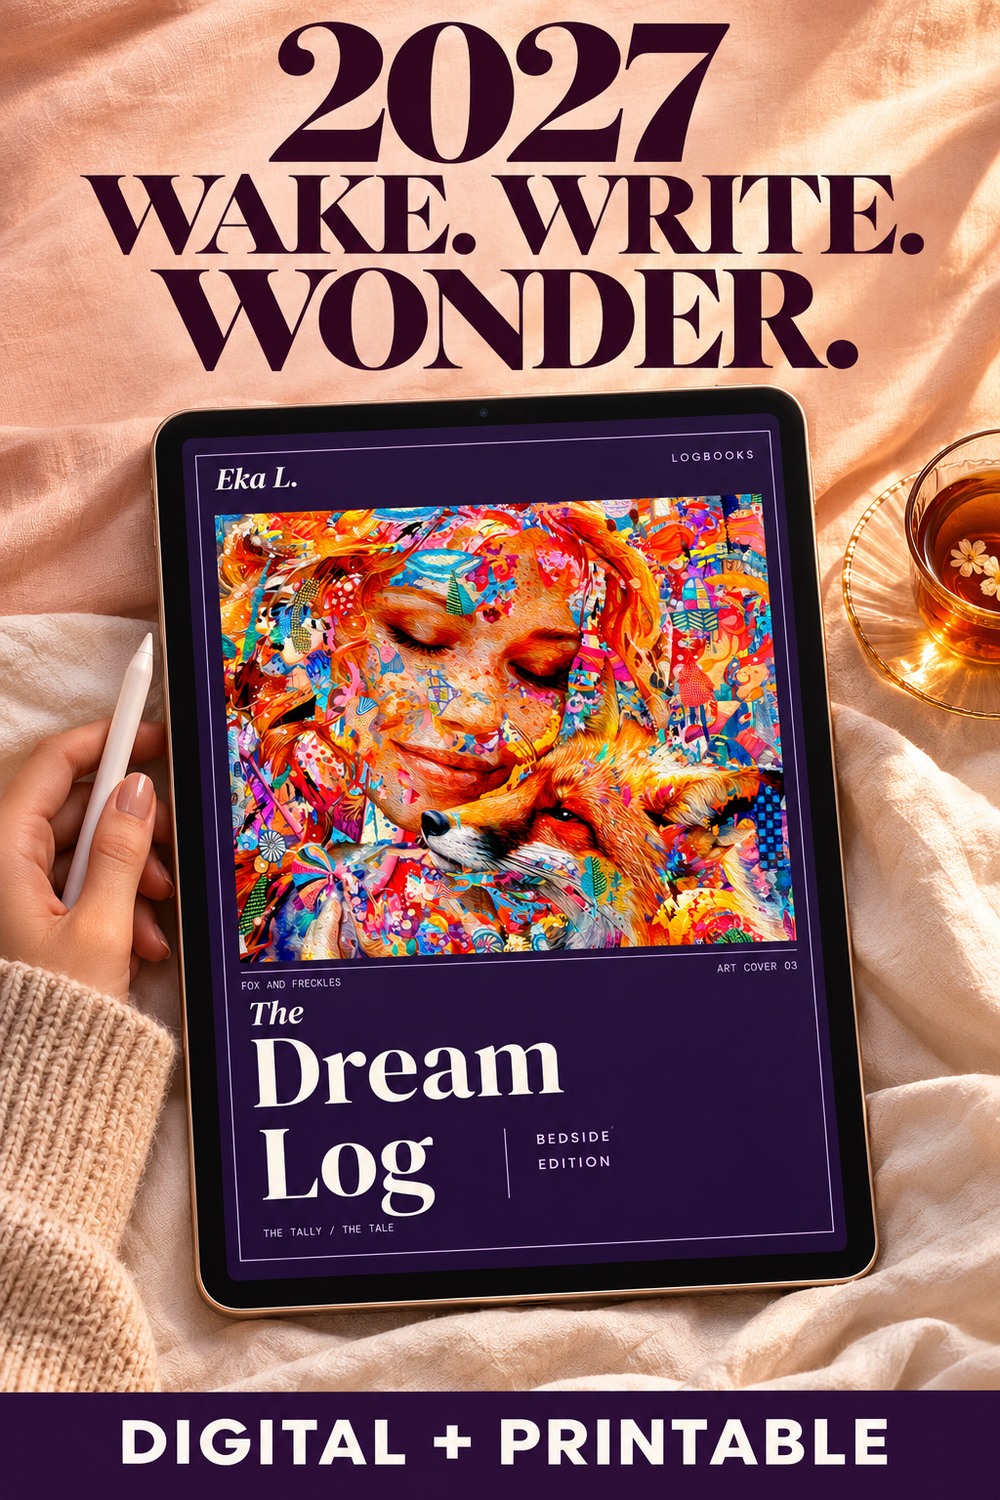 2027
WAKE. WRITE.
WONDER.
Eka L.
LOGBOOKS
FOX AND FRECKLES
ART COVER 03
The
Dream
Log
BEDSIDE
EDITION
THE TALLY / THE TALE
DIGITAL + PRINTABLE